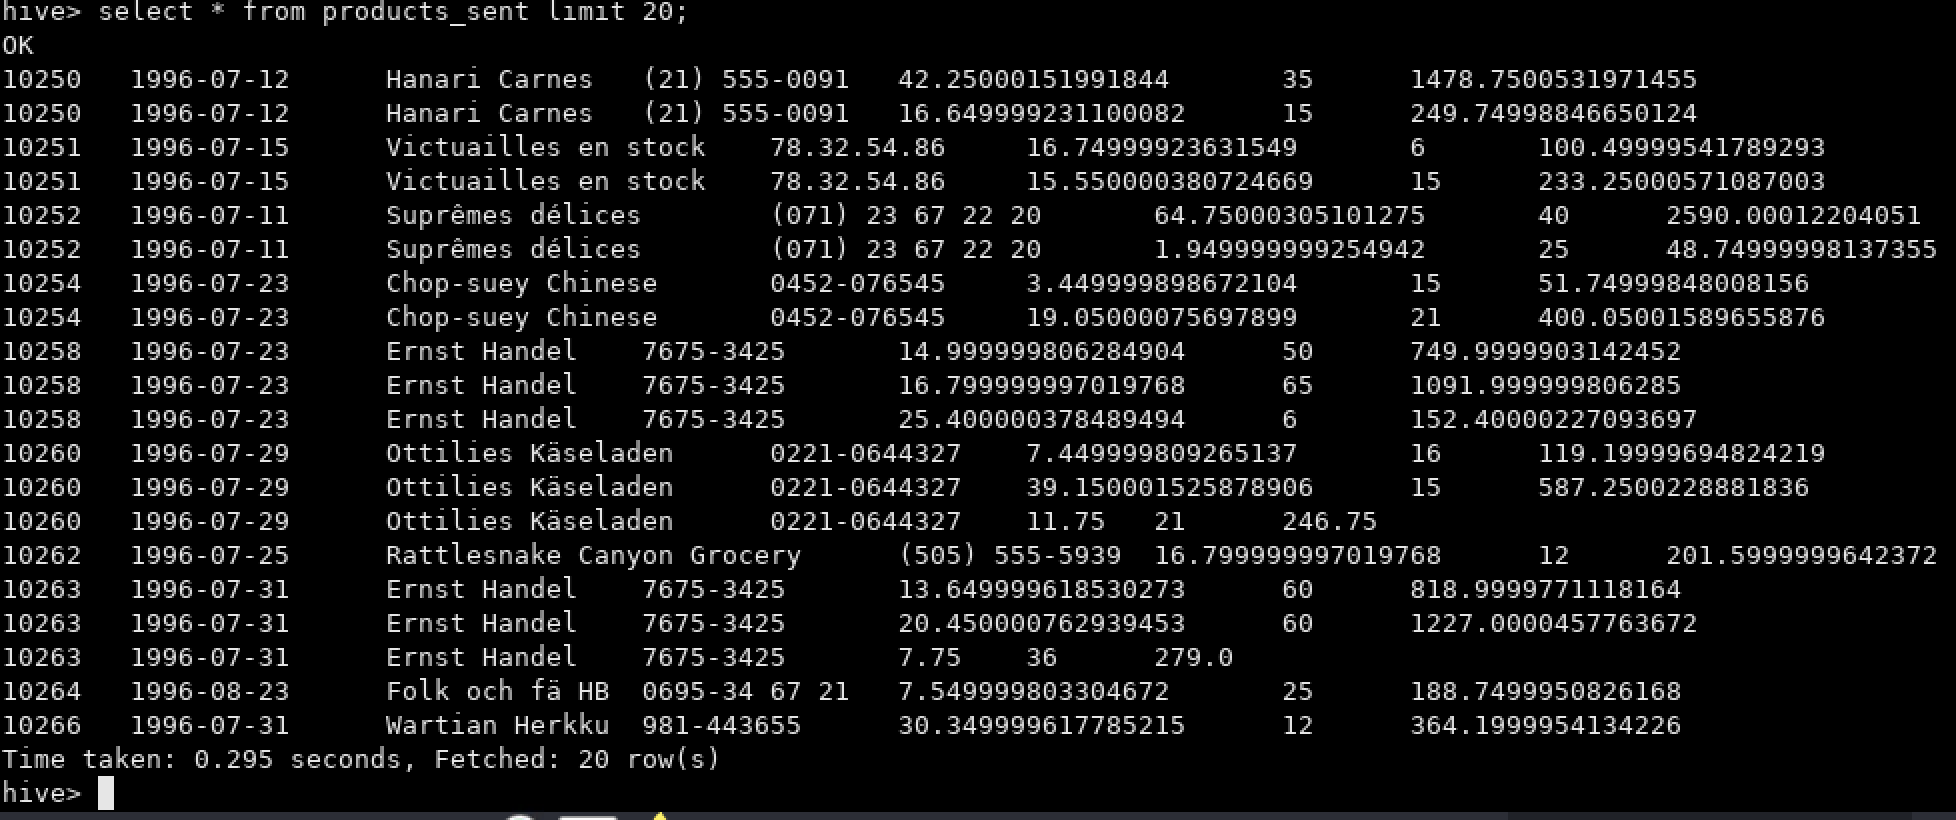 hive> select * from products_sent limit 20;
OK
10250 1996-07-12 Hanari Carnes (21) 555-0091 42.25000151991844 35 1478.7500531971455
10250 1996-07-12 Hanari Carnes (21) 555-0091 16.649999231100082 15 249.74998846650124
10251 1996-07-15 Victuailles en stock 78.32.54.86 16.74999923631549 6 100.49999541789293
10251 1996-07-15 Victuailles en stock 78.32.54.86 15.550000380724669 15 233.25000571087003
10252 1996-07-11 Suprêmes délices (071) 23 67 22 20 64.75000305101275 40 2590.00012204051
10252 1996-07-11 Suprêmes délices (071) 23 67 22 20 1.949999999254942 25 48.74999998137355
10254 1996-07-23 Chop-suey Chinese 0452-076545 3.449999898672104 15 51.74999848008156
10254 1996-07-23 Chop-suey Chinese 0452-076545 19.05000075697899 21 400.05001589655876
10258 1996-07-23 Ernst Handel 7675-3425 14.999999806284904 50 749.9999903142452
10258 1996-07-23 Ernst Handel 7675-3425 16.799999997019768 65 1091.999999806285
10258 1996-07-23 Ernst Handel 7675-3425 25.400000378489494 6 152.40000227093697
10260 1996-07-29 Ottilies Käseladen 0221-0644327 7.449999809265137 16 119.19999694824219
10260 1996-07-29 Ottilies Käseladen 0221-0644327 39.150001525878906 15 587.2500228881836
10260 1996-07-29 Ottilies Käseladen 0221-0644327 11.75 21 246.75
10262 1996-07-25 Rattlesnake Canyon Grocery (505) 555-5939 16.799999997019768 12 201.5999999642372
10263 1996-07-31 Ernst Handel 7675-3425 13.649999618530273 60 818.9999771118164
10263 1996-07-31 Ernst Handel 7675-3425 20.450000762939453 60 1227.0000457763672
10263 1996-07-31 Ernst Handel 7675-3425 7.75 36 279.0
10264 1996-08-23 Folk och fä HB 0695-34 67 21 7.549999803304672 25 188.7499950826168
10266 1996-07-31 Wartian Herkku 981-443655 30.349999617785215 12 364.1999954134226
Time taken: 0.295 seconds, Fetched: 20 row(s)
hive>